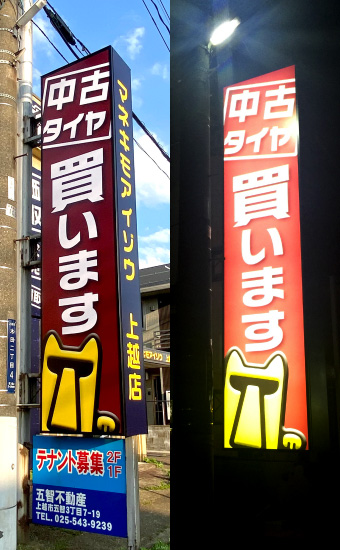 中古
タイヤ
買います
マネキモアイゾウ 上越店
テナント募集 2F
1F
五智不動産
上越市五智3丁目7-19
TEL. 025-543-9239
中古
タイヤ
買います